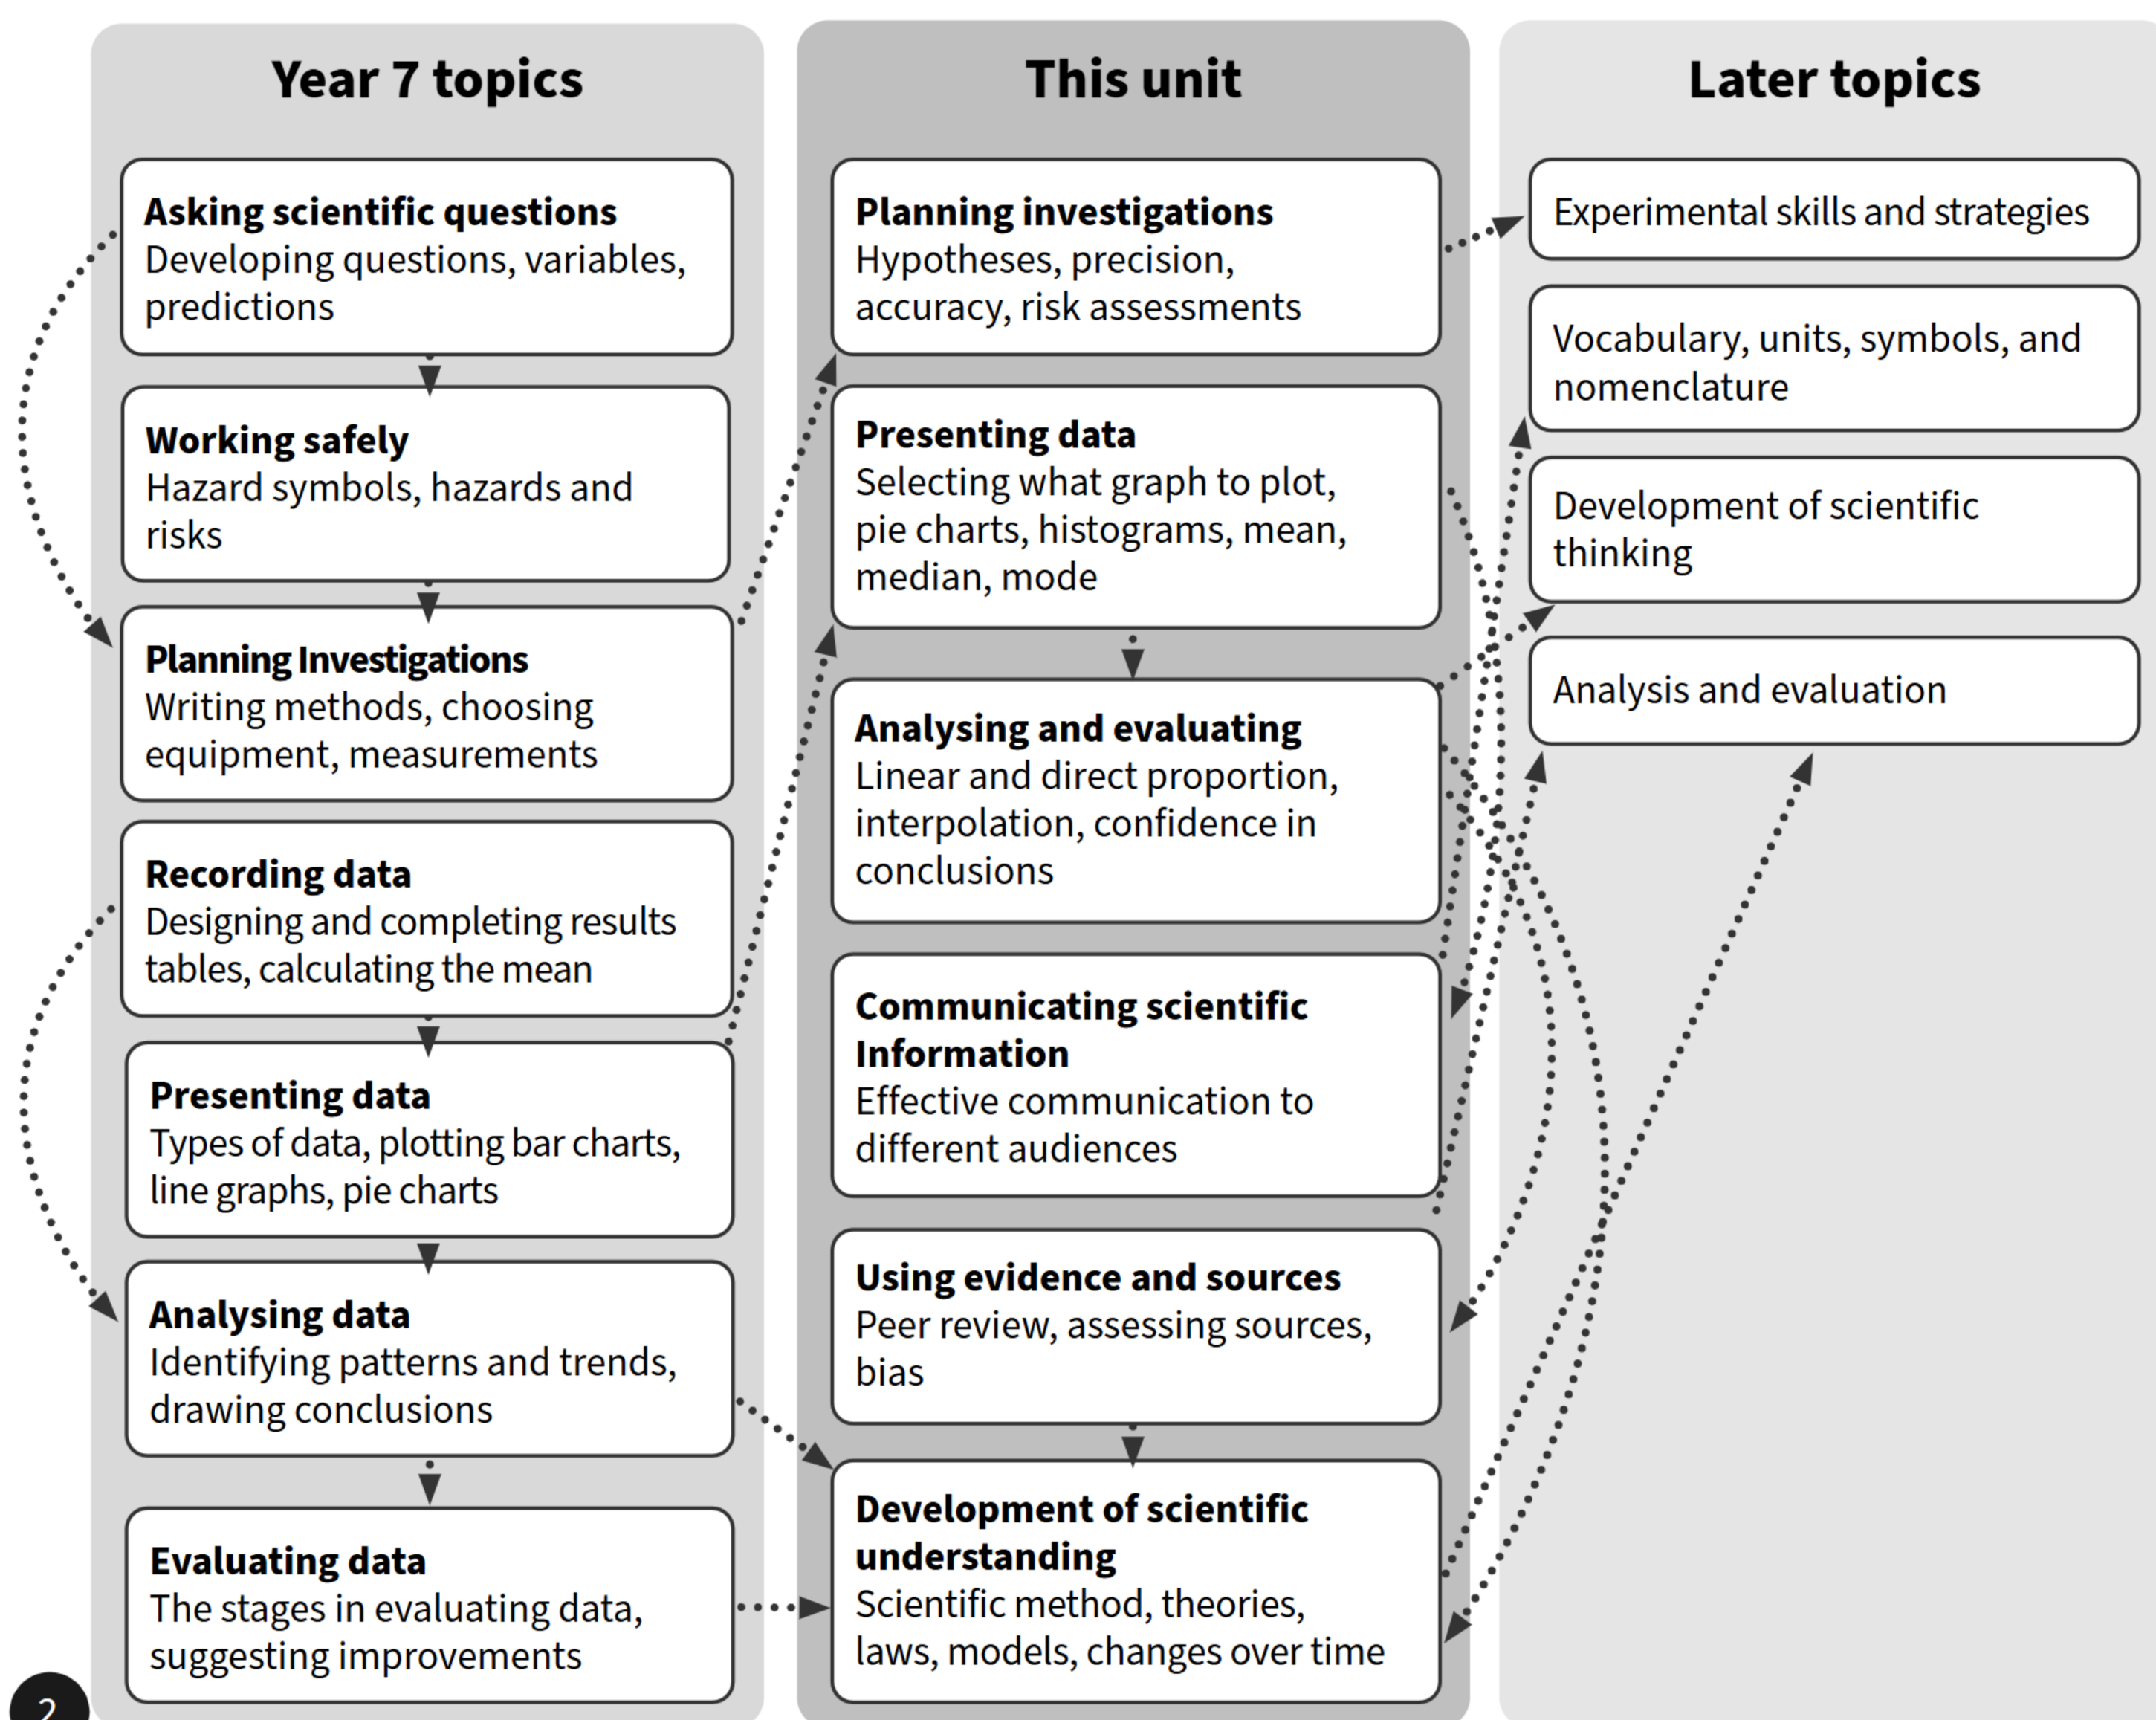 Year 7 topics
Asking scientific questions
Developing questions, variables,
predictions
Working safely
Hazard symbols, hazards and
risks
Planning Investigations
Writing methods, choosing
equipment, measurements
Recording data
Designing and completing results
tables, calculating the mean
Presenting data
Types of data, plotting bar charts,
line graphs, pie charts
Analysing data
Identifying patterns and trends,
drawing conclusions
Evaluating data
The stages in evaluating data,
suggesting improvements
This unit
Planning investigations
Hypotheses, precision,
accuracy, risk assessments
Presenting data
Selecting what graph to plot,
pie charts, histograms, mean,
median, mode
Analysing and evaluating
Linear and direct proportion,
interpolation, confidence in
conclusions
Communicating scientific
Information
Effective communication to
different audiences
Using evidence and sources
Peer review, assessing sources,
bias
Development of scientific
understanding
Scientific method, theories,
laws, models, changes over time
Later topics
Experimental skills and strategies
Vocabulary, units, symbols, and
nomenclature
Development of scientific
thinking
Analysis and evaluation
2